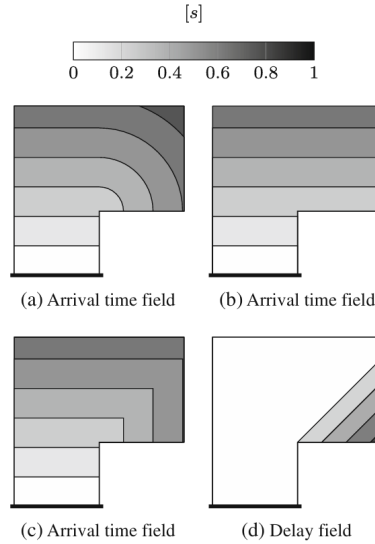 [s]
0 0.2 0.4 0.6 0.8 1
(a) Arrival time field
(b) Arrival time field
(c) Arrival time field
(d) Delay field